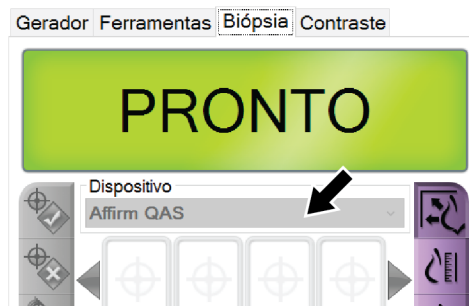 Gerador Ferramentas Biópsia Contraste
PRONTO
Dispositivo
Affirm QAS